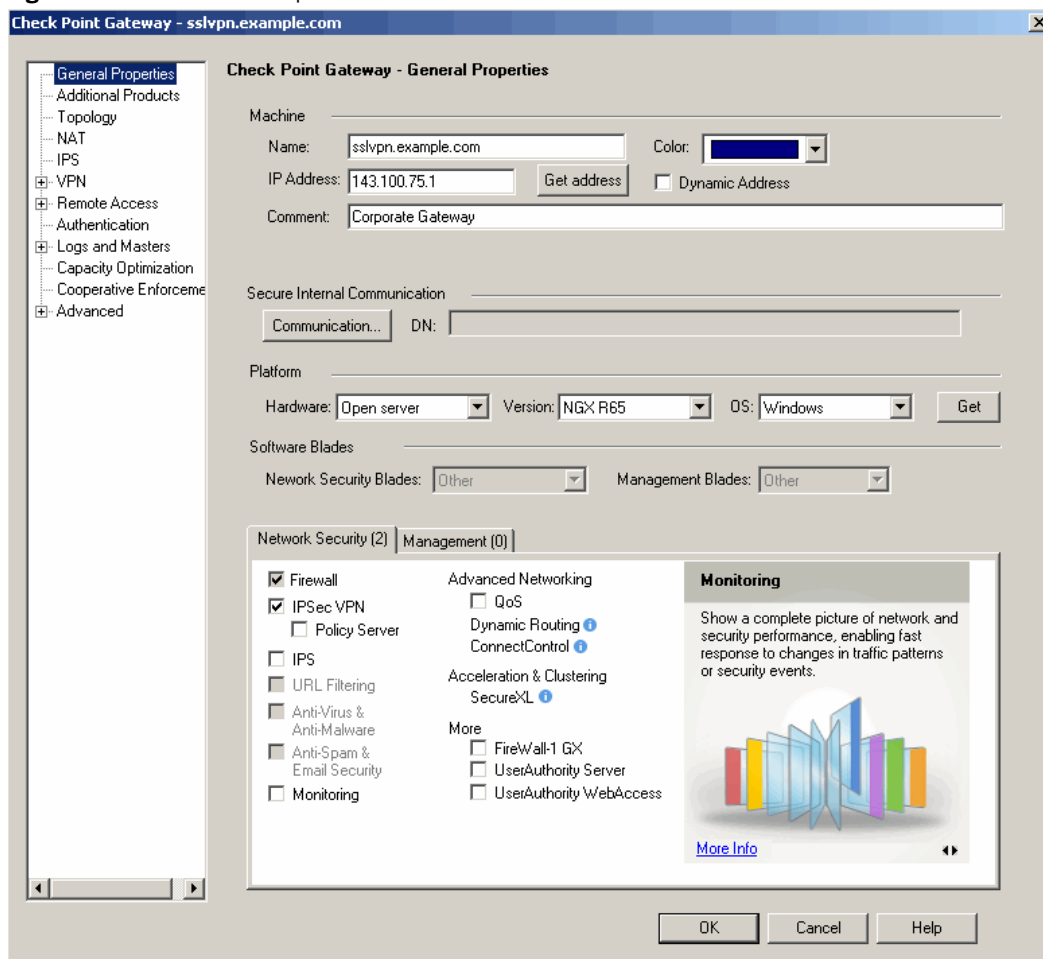 Check Point Gateway - sslvpn.example.com
General Properties
Additional Products
Topology
NAT
IPS
VPN
Remote Access
Authentication
Logs and Masters
Capacity Optimization
Cooperative Enforceme
Advanced
Check Point Gateway - General Properties
Machine
Name: sslvpn.example.com Color:
IP Address: 143.100.75.1 Get address Dynamic Address
Comment: Corporate Gateway
Secure Internal Communication
Communication... DN:
Platform
Hardware: Open server Version: NGX R65 OS: Windows Get
Software Blades
Nework Security Blades: Other Management Blades: Other
Network Security (2) Management (0)
Firewall
IPSec VPN
Policy Server
IPS
URL Filtering
Anti-Virus &
Anti-Malware
Anti-Spam &
Email Security
Monitoring
Advanced Networking
QoS
Dynamic Routing
ConnectControl
Acceleration & Clustering
SecureXL
More
FireWall-1 GX
UserAuthority Server
UserAuthority WebAccess
Monitoring
Show a complete picture of network and
security performance, enabling fast
response to changes in traffic patterns
or security events.
More Info
OK Cancel Help